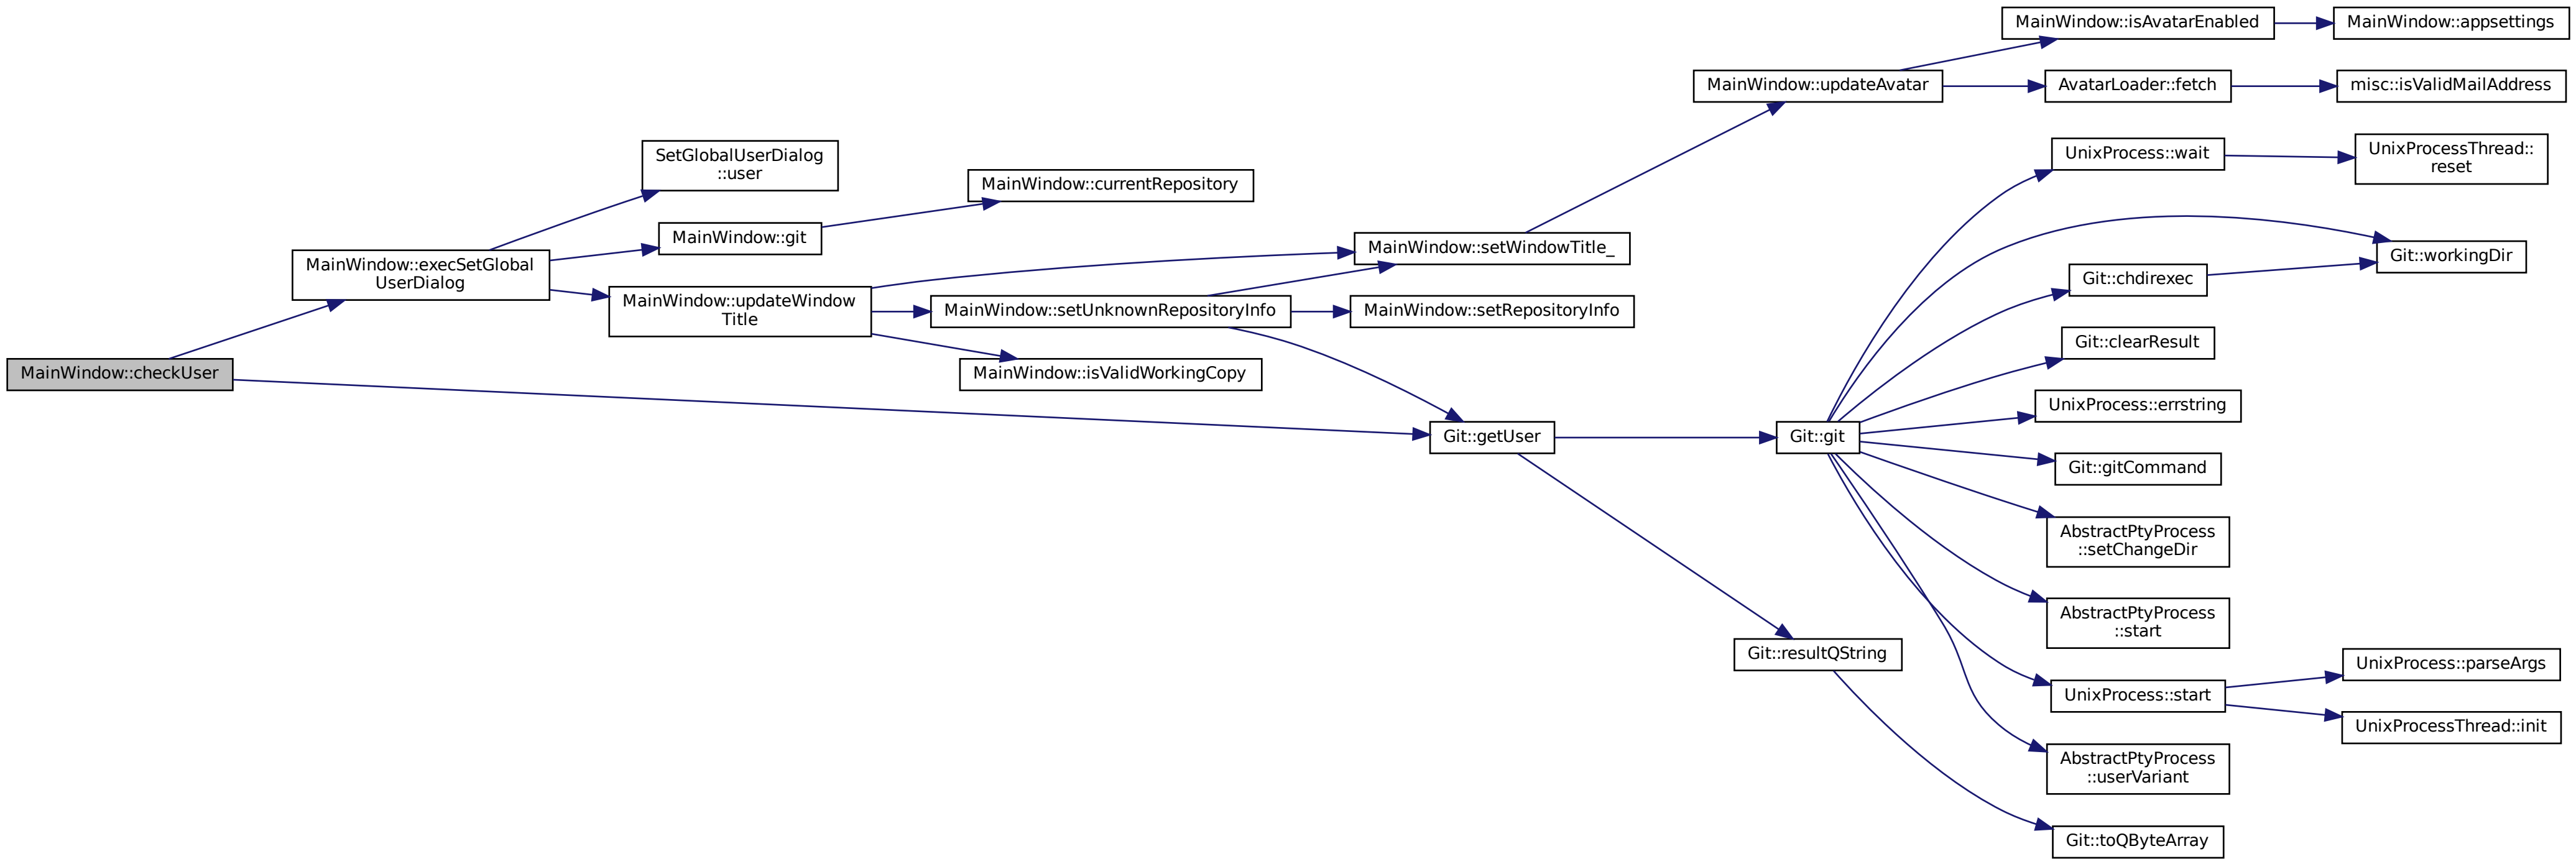 MainWindow::checkUser
MainWindow::execSetGlobal
UserDialog
SetGlobalUserDialog
::user
MainWindow::git
MainWindow::updateWindow
Title
MainWindow::currentRepository
MainWindow::setUnknownRepositoryInfo
MainWindow::isValidWorkingCopy
MainWindow::setWindowTitle_
MainWindow::setRepositoryInfo
Git::getUser
MainWindow::updateAvatar
Git::git
Git::resultQString
MainWindow::isAvatarEnabled
AvatarLoader::fetch
UnixProcess::wait
Git::chdirexec
Git::clearResult
UnixProcess::errstring
Git::gitCommand
AbstractPtyProcess
::setChangeDir
AbstractPtyProcess
::start
UnixProcess::start
AbstractPtyProcess
::userVariant
Git::toQByteArray
MainWindow::appsettings
misc::isValidMailAddress
UnixProcessThread::
reset
Git::workingDir
UnixProcess::parseArgs
UnixProcessThread::init